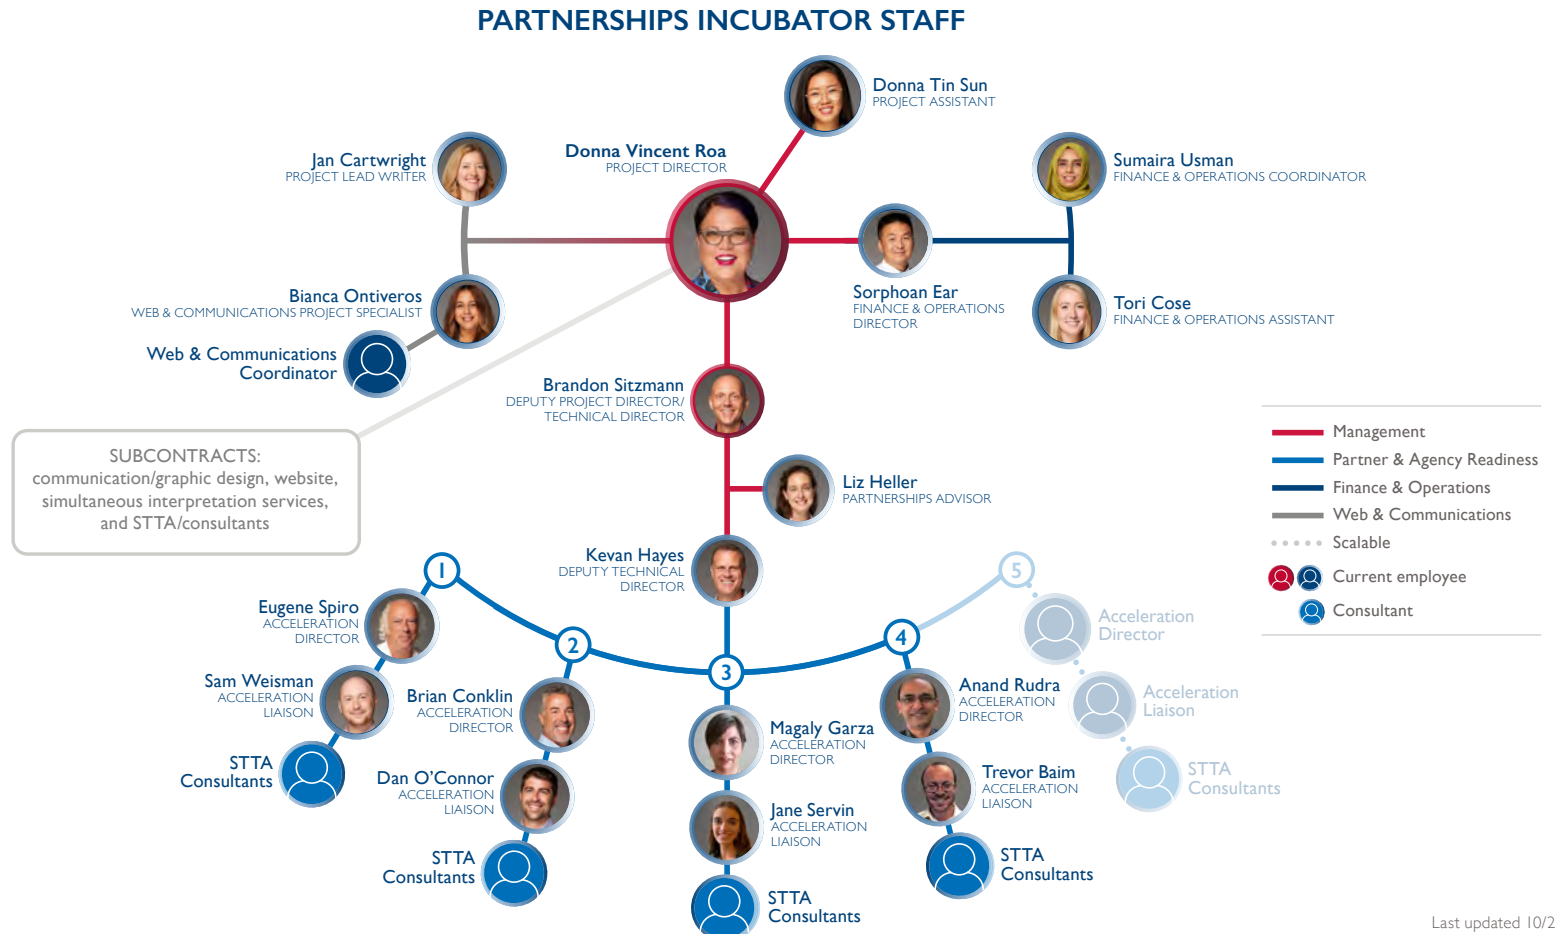 PARTNERSHIPS INCUBATOR STAFF
Donna Tin Sun
PROJECT ASSISTANT
Donna Vincent Roa
PROJECT DIRECTOR
Jan Cartwright
PROJECT LEAD WRITER
Sumaira Usman
FINANCE & OPERATIONS COORDINATOR
Bianca Ontiveros
WEB & COMMUNICATIONS PROJECT SPECIALIST
Web & Communications
Coordinator
Sorphoan Ear
FINANCE & OPERATIONS
DIRECTOR
Tori Cose
FINANCE & OPERATIONS ASSISTANT
Brandon Sitzmann
DEPUTY PROJECT DIRECTOR/
TECHNICAL DIRECTOR
SUBCONTRACTS:
communication/graphic design, website,
simultaneous interpretation services,
and STTA/consultants
Liz Heller
PARTNERSHIPS ADVISOR
Management
Partner & Agency Readiness
Finance & Operations
Web & Communications
Scalable
Current employee
Consultant
Kevan Hayes
DEPUTY TECHNICAL
DIRECTOR
1
Eugene Spiro
ACCELERATION
DIRECTOR
Sam Weisman
ACCELERATION
LIAISON
STTA
Consultants
2
Brian Conklin
ACCELERATION
DIRECTOR
Dan O'Connor
ACCELERATION
LIAISON
STTA
Consultants
3
Magaly Garza
ACCELERATION
DIRECTOR
Jane Servin
ACCELERATION
LIAISON
STTA
Consultants
4
Anand Rudra
ACCELERATION
DIRECTOR
Trevor Baim
ACCELERATION
LIAISON
STTA
Consultants
5
Acceleration
Director
Acceleration
Liaison
STTA
Consultants
Last updated 10/2